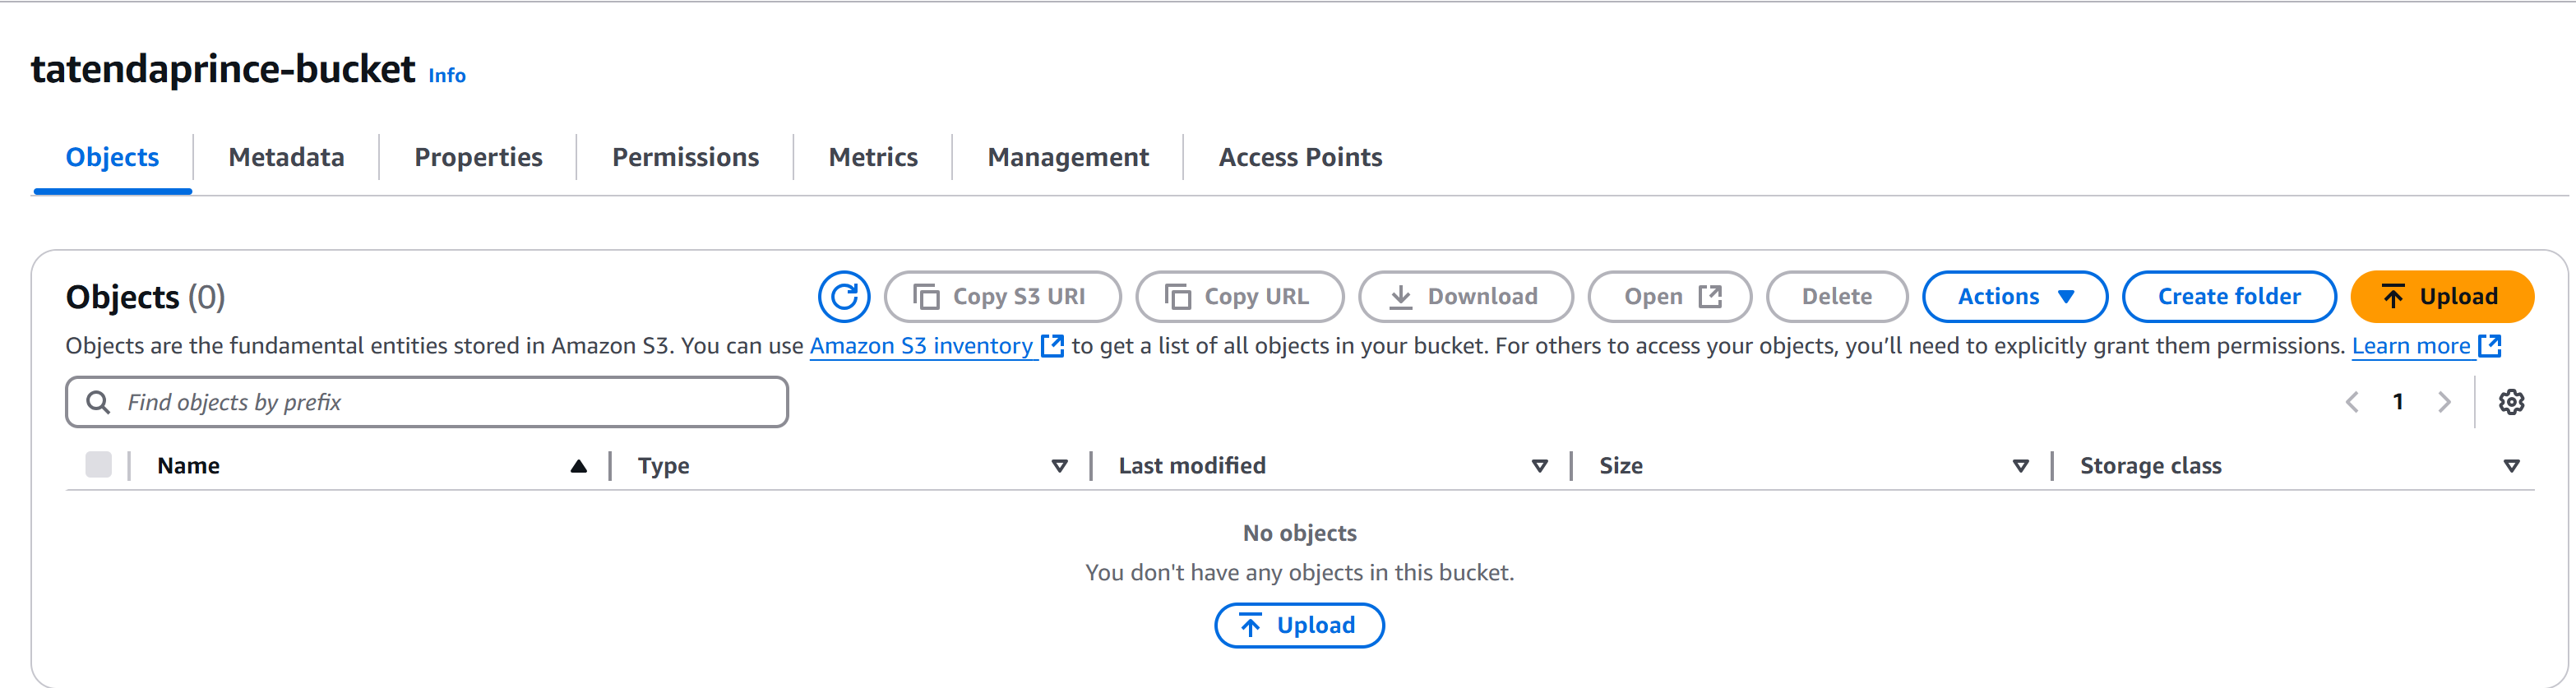 tatendaprince-bucket Info
Objects Metadata Properties Permissions Metrics Management Access Points
Objects (0) Copy S3 URI Copy URL Download Open Delete Actions Create folder Upload
Objects are the fundamental entities stored in Amazon S3. You can use Amazon S3 inventory to get a list of all objects in your bucket. For others to access your objects, you’ll need to explicitly grant them permissions. Learn more
Find objects by prefix 1
Name Type Last modified Size Storage class
No objects
You don't have any objects in this bucket.
Upload